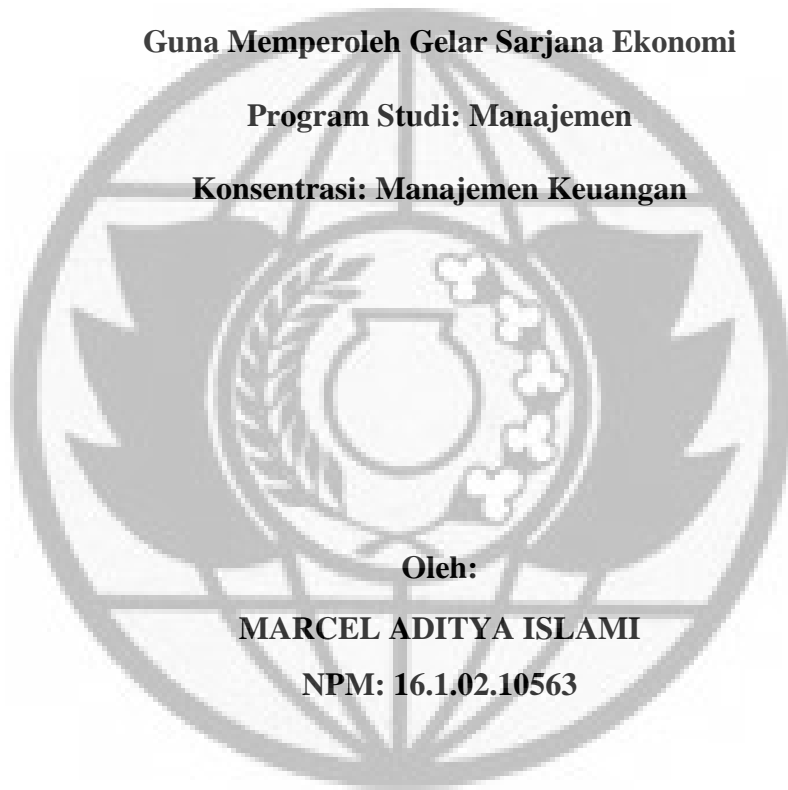 Guna Memperoleh Gelar Sarjana Ekonomi
Program Studi: Manajemen
Konsentrasi: Manajemen Keuangan
Oleh:
MARCEL ADITYA ISLAMI
NPM: 16.1.02.10563